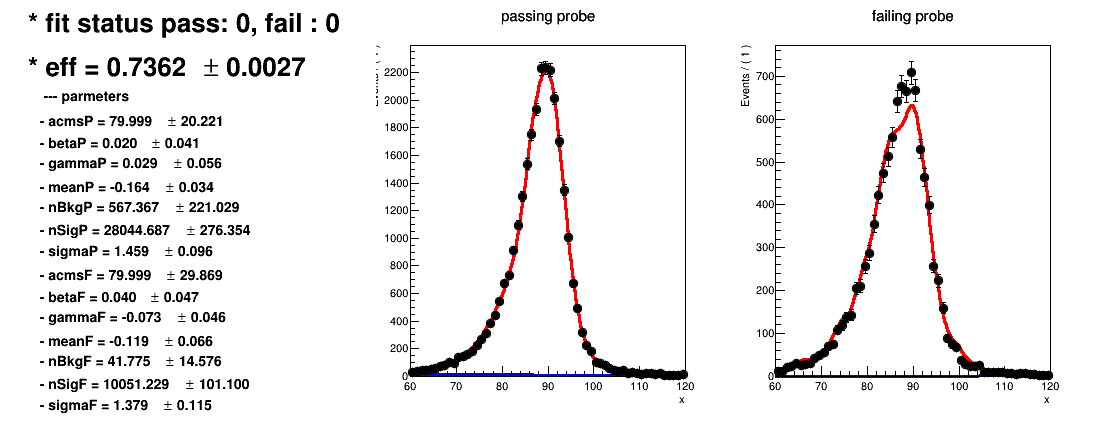 * fit status pass: 0, fail : 0
* eff = 0.7362 ± 0.0027
--- parmeters
- acmsP = 79.999 ± 20.221
- betaP = 0.020 ± 0.041
- gammaP = 0.029 ± 0.056
- meanP = -0.164 ± 0.034
- nBkgP = 567.367 ± 221.029
- nSigP = 28044.687 ± 276.354
- sigmaP = 1.459 ± 0.096
- acmsF = 79.999 ± 29.869
- betaF = 0.040 ± 0.047
- gammaF = -0.073 ± 0.046
- meanF = -0.119 ± 0.066
- nBkgF = 41.775 ± 14.576
- nSigF = 10051.229 ± 101.100
- sigmaF = 1.379 ± 0.115
passing probe
2200
2000
1800
1600
1400
1200
1000
800
600
400
200
0
60 70 80 90 100 110 120
x
failing probe
Events / ( 1 )
700
600
500
400
300
200
100
0
60 70 80 90 100 110 120
x